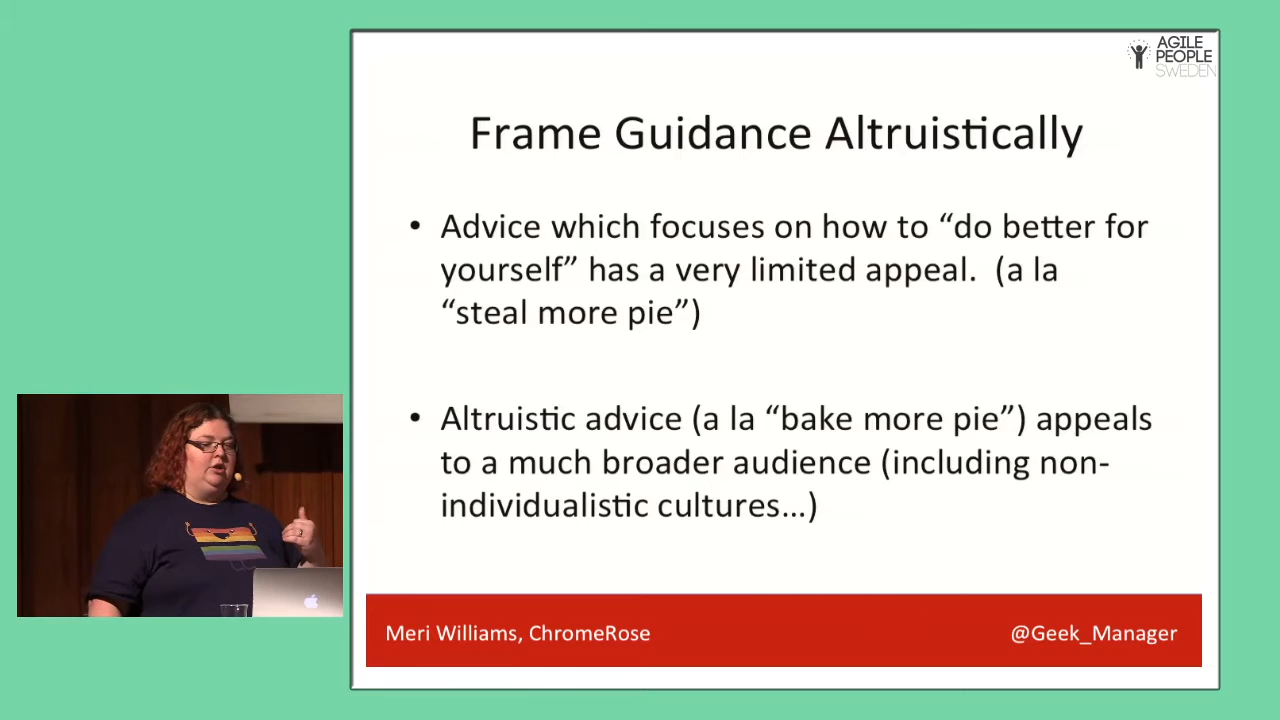 AGILE
PEOPLE
SWEDEN
Frame Guidance Altruistically
• Advice which focuses on how to “do better for
yourself” has a very limited appeal.  (a la
“steal more pie”)
• Altruistic advice (a la “bake more pie”) appeals
to a much broader audience (including non-
individualistic cultures…)
Meri Williams, ChromeRose
@Geek_Manager